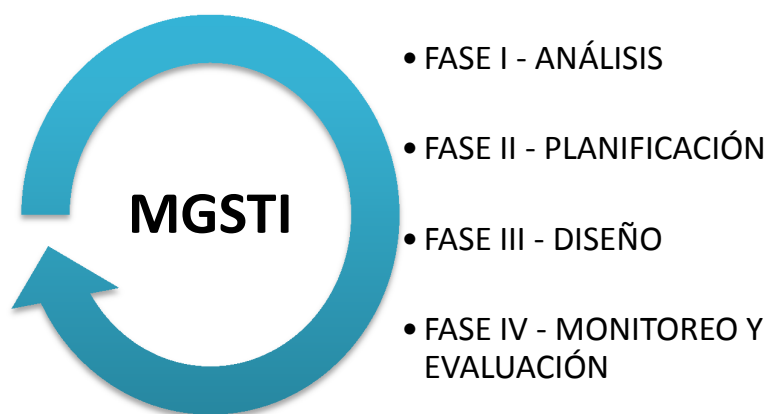 MGSTI
• FASE I - ANÁLISIS
• FASE II - PLANIFICACIÓN
• FASE III - DISEÑO
• FASE IV - MONITOREO Y
EVALUACIÓN